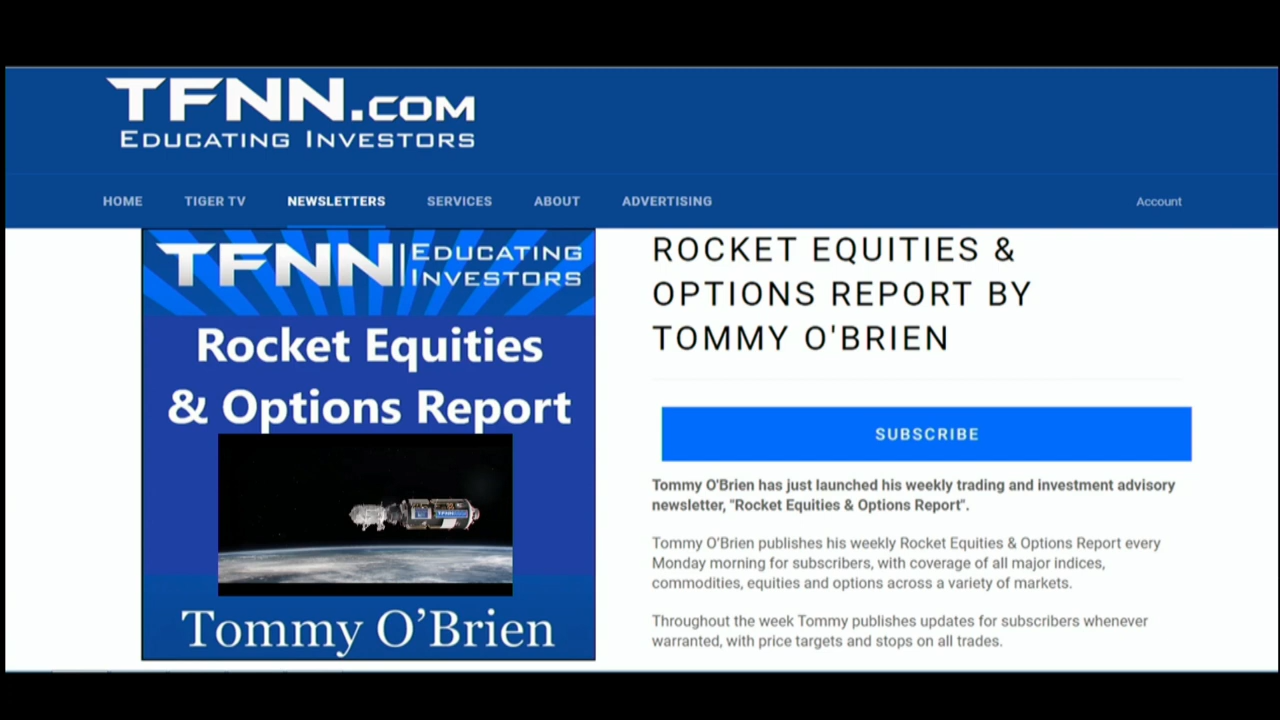 TFNN.COM
EDUCATING INVESTORS
HOME TIGER TV NEWSLETTERS SERVICES ABOUT ADVERTISING Account
TFNN EDUCATING
INVESTORS
Rocket Equities
& Options Report
TFNN
Tommy O'Brien
ROCKET EQUITIES &
OPTIONS REPORT BY
TOMMY O'BRIEN
SUBSCRIBE
Tommy O'Brien has just launched his weekly trading and investment advisory
newsletter, "Rocket Equities & Options Report".
Tommy O'Brien publishes his weekly Rocket Equities & Options Report every
Monday morning for subscribers, with coverage of all major indices,
commodities, equities and options across a variety of markets.
Throughout the week Tommy publishes updates for subscribers whenever
warranted, with price targets and stops on all trades.